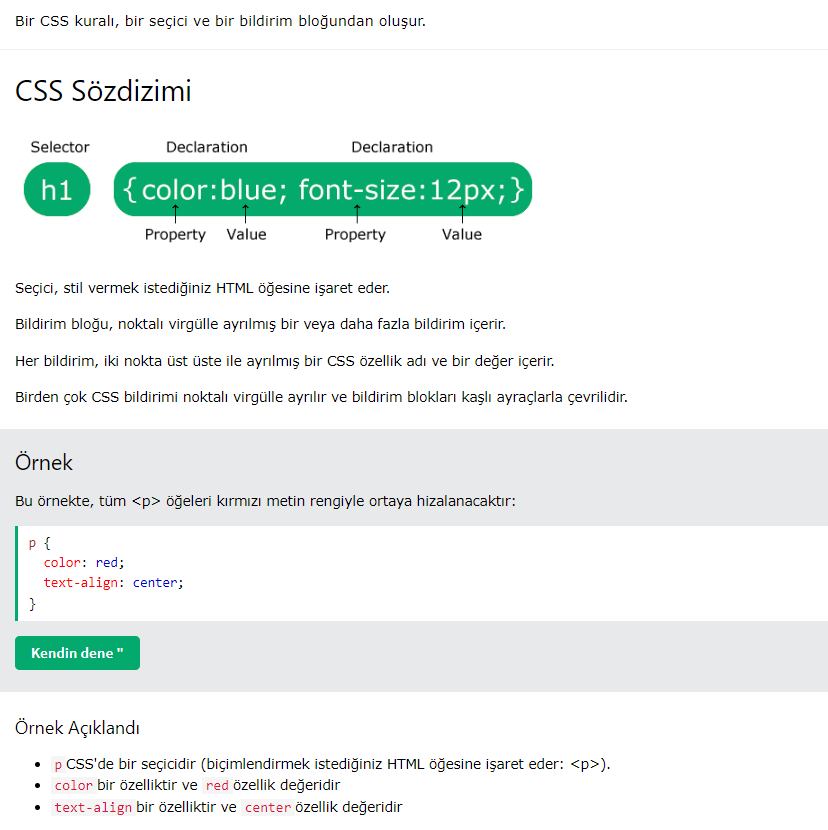 Bir CSS kuralı, bir seçici ve bir bildirim bloğundan oluşur.
CSS Sözdizimi
Selector Declaration Declaration
h1 {color:blue; font-size:12px;}
Property Value Property Value
Seçici, stil vermek istediğiniz HTML öğesine işaret eder.
Bildirim bloğu, noktalı virgülle ayrılmış bir veya daha fazla bildirim içerir.
Her bildirim, iki nokta üst üste ile ayrılmış bir CSS özellik adı ve bir değer içerir.
Birden çok CSS bildirimi noktalı virgülle ayrılır ve bildirim blokları kaşlı ayraçlarla çevrilidir.
Örnek
Bu örnekte, tüm <p> öğeleri kırmızı metin rengiyle ortaya hizalanacaktır:
p {
  color: red;
  text-align: center;
}
Kendin dene "
Örnek Açıklandı
• p CSS'de bir seçicidir (biçimlendirmek istediğiniz HTML öğesine işaret eder: <p>).
• color bir özelliktir ve red özellik değeridir
• text-align bir özelliktir ve center özellik değeridir